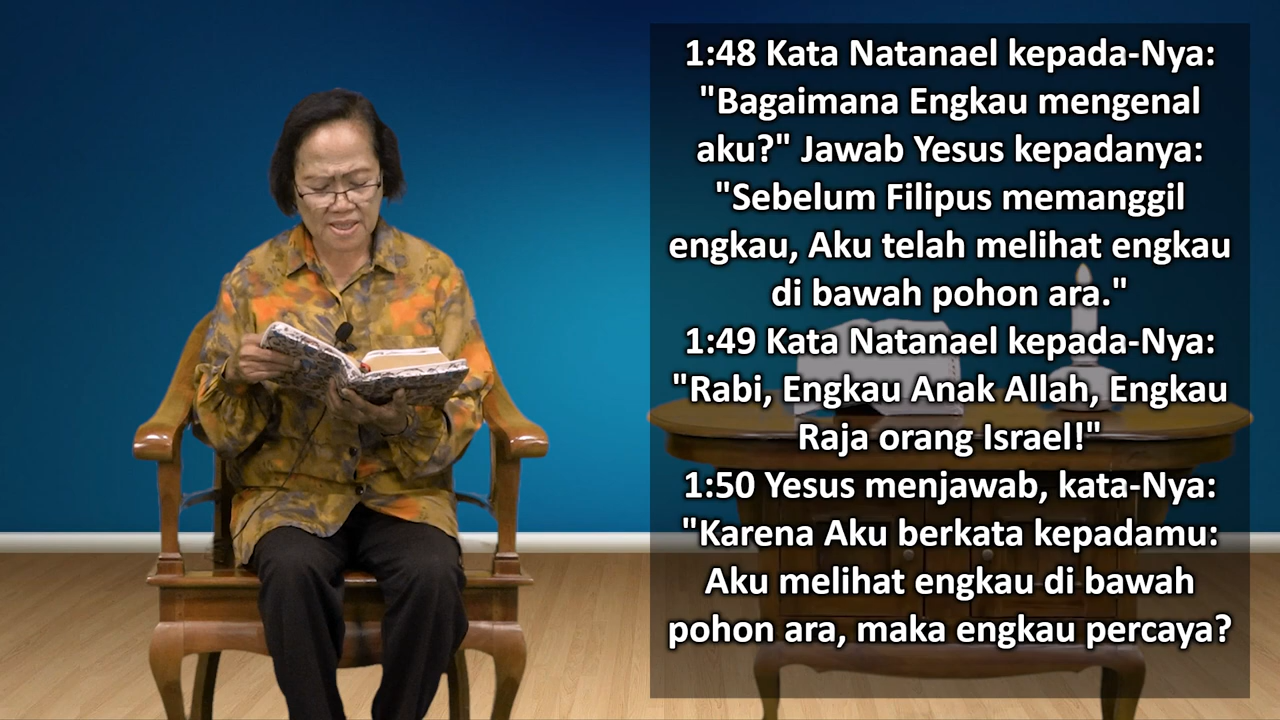 1:48 Kata Natanael kepada-Nya:
"Bagaimana Engkau mengenal
aku?" Jawab Yesus kepadanya:
"Sebelum Filipus memanggil
engkau, Aku telah melihat engkau
di bawah pohon ara."
1:49 Kata Natanael kepada-Nya:
"Rabi, Engkau Anak Allah, Engkau
Raja orang Israel!"
1:50 Yesus menjawab, kata-Nya:
"Karena Aku berkata kepadamu:
Aku melihat engkau di bawah
pohon ara, maka engkau percaya?